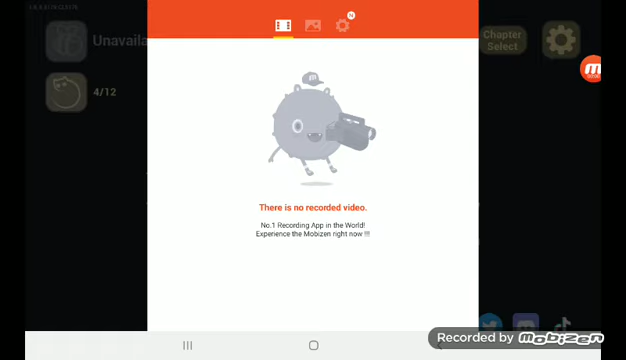 Unavaila
Chapter
Select
4/12
N
There is no recorded video.
No.1 Recording App in the World!
Experience the Mobizen right now !!!
Recorded by mobizen